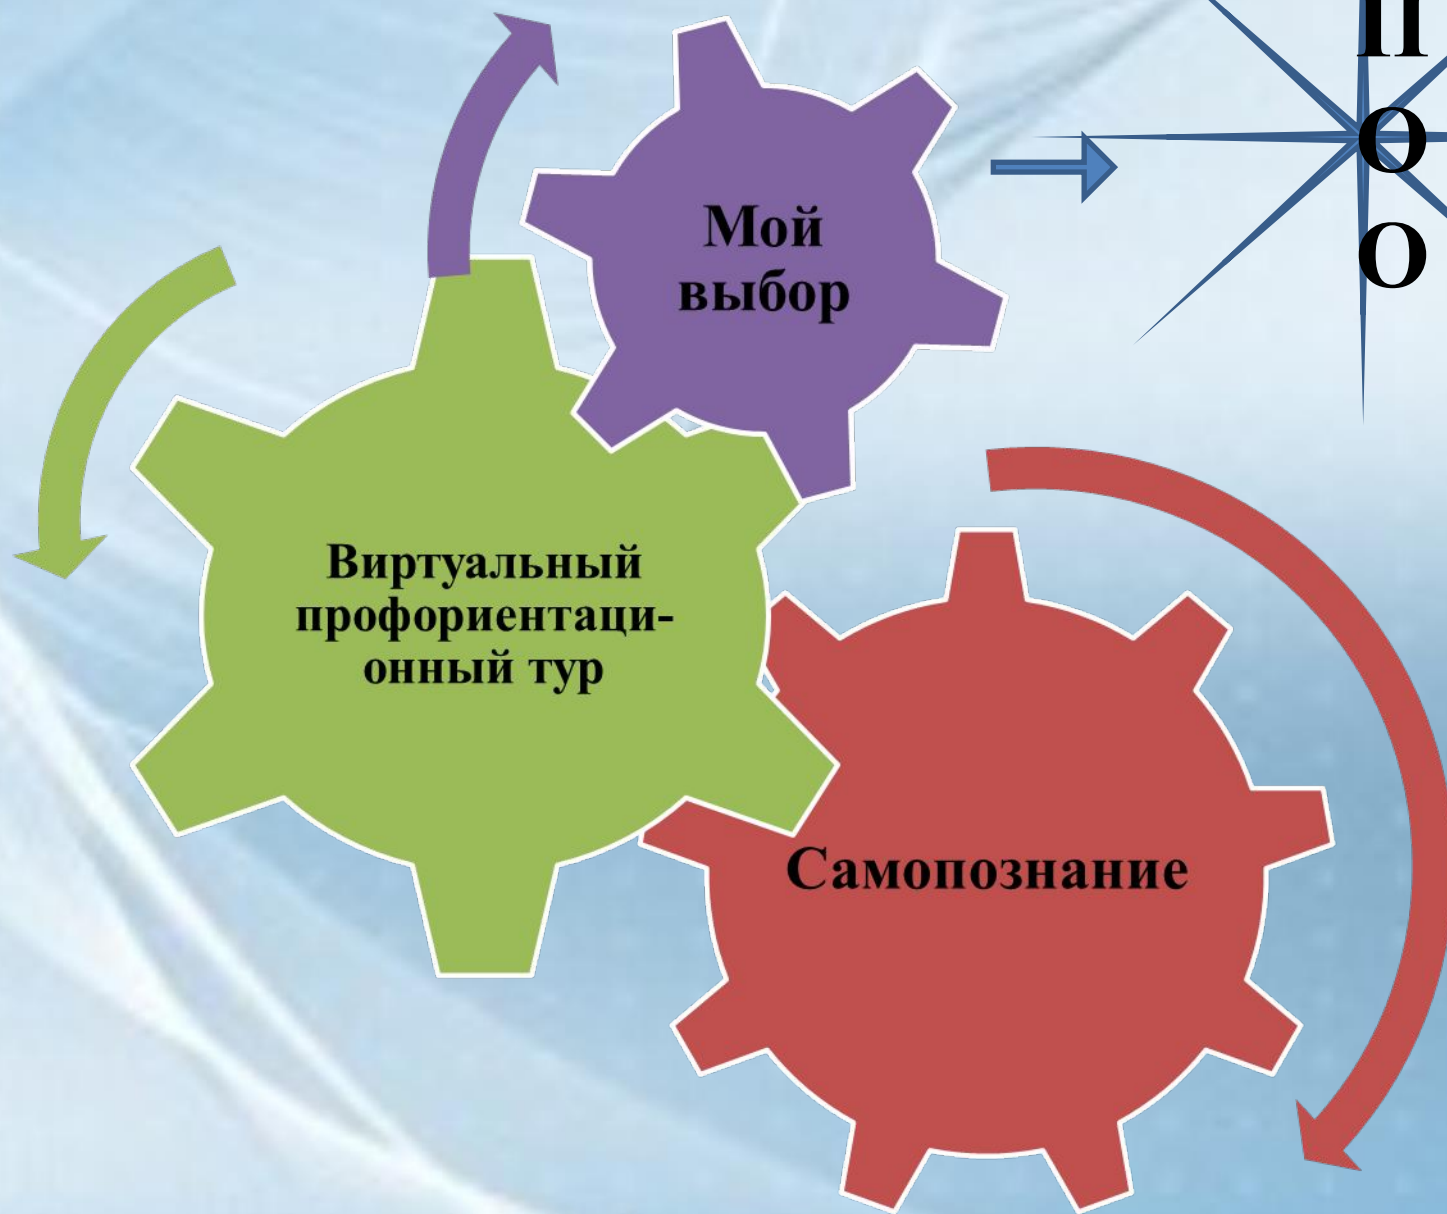 Мой
выбор
П
О
О
Виртуальный
профориентаци-
онный тур
Самопознание